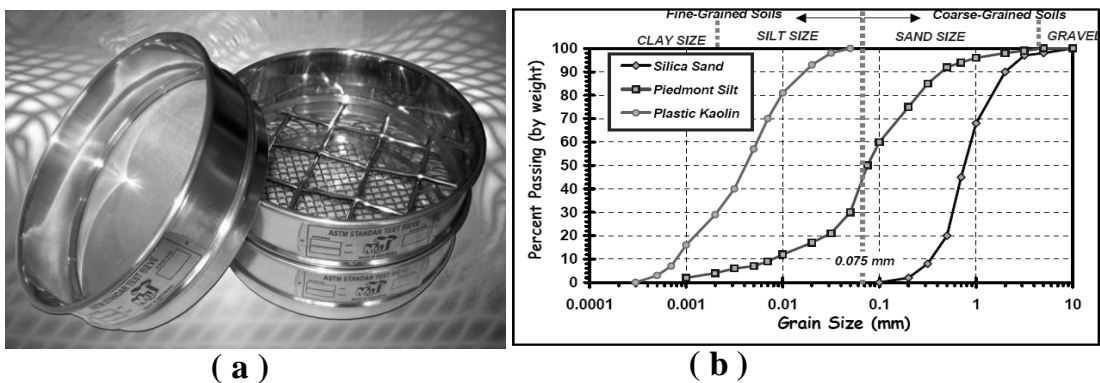 Fine-Grained Soils
Coarse-Grained Soils
CLAY SIZE
SILT SIZE
SAND SIZE
GRAVEL
Percent Passing (by weight)
100
90
80
70
60
50
40
30
20
10
0
Silica Sand
Piedmont Silt
Plastic Kaolin
0.075 mm
0.0001
0.001
0.01
0.1
1
10
Grain Size (mm)
ASTM STANDAR TEST SIEVE
ASTM STANDAR TEST SIEVE
( a )
( b )